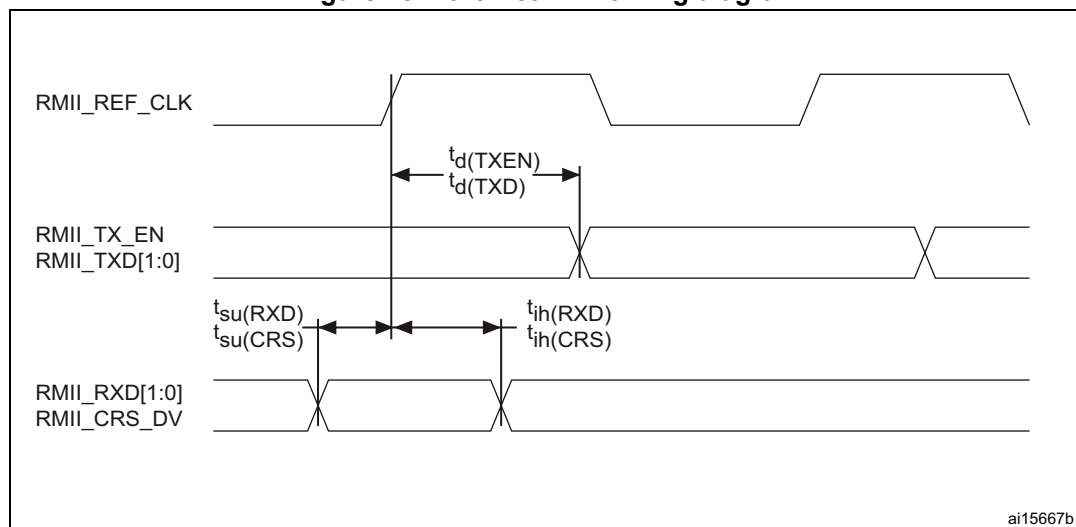 RMII_REF_CLK
td(TXEN)
td(TXD)
RMII_TX_EN
RMII_TXD[1:0]
tsu(RXD)
tsu(CRS)
tih(RXD)
tih(CRS)
RMII_RXD[1:0]
RMII_CRS_DV
ai15667b